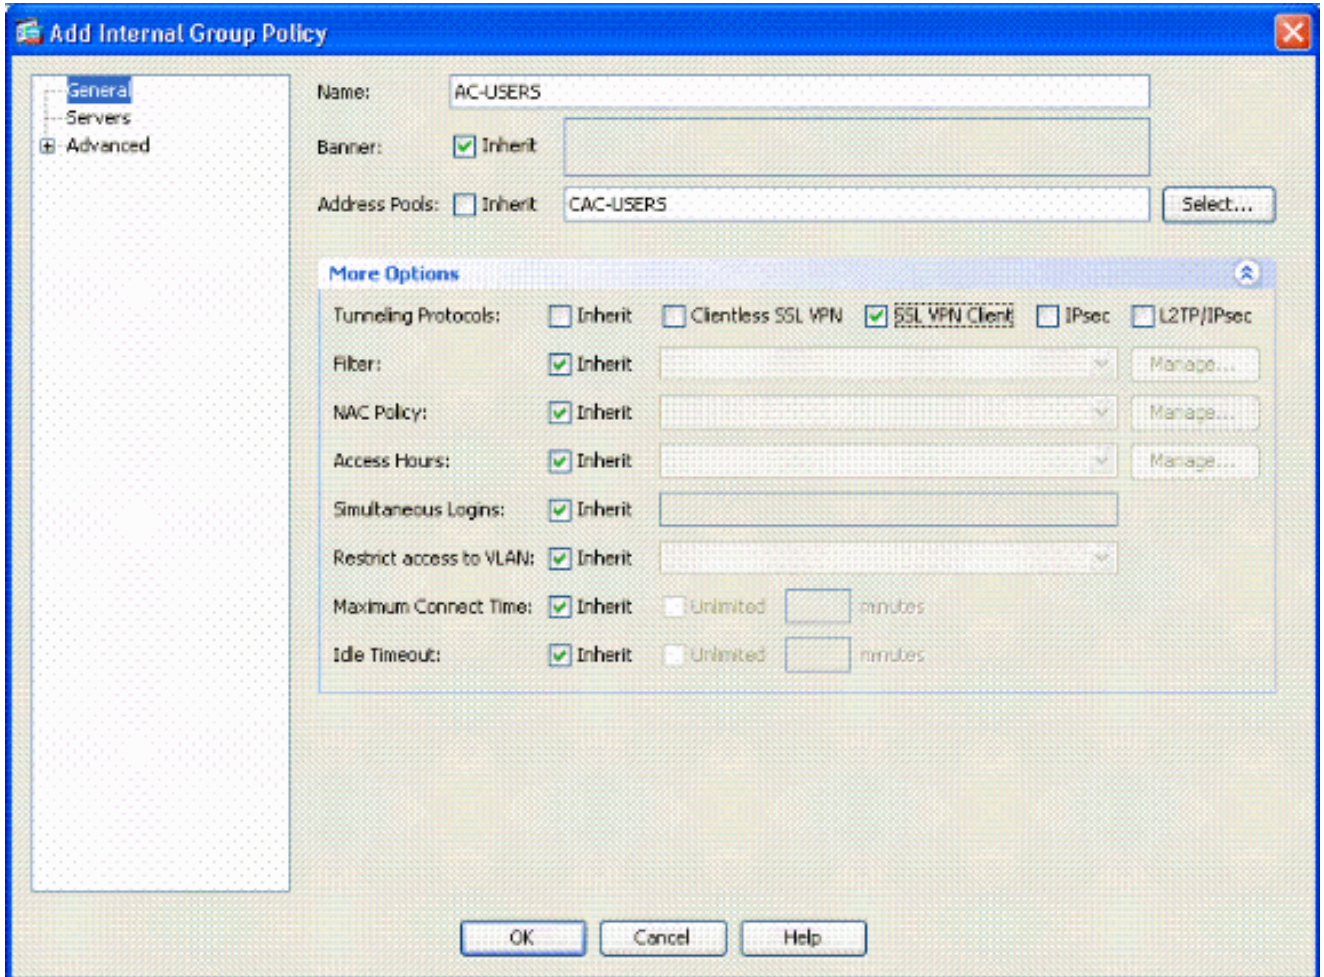 Add Internal Group Policy
General
Servers
Advanced
Name: AC-USERS
Banner: Inherit
Address Pools: Inherit CAC-USERS Select...
More Options
Tunneling Protocols: Inherit Clientless SSL VPN SSL VPN Client IPsec L2TP/IPsec
Filter: Inherit Manage...
NAC Policy: Inherit Manage...
Access Hours: Inherit Manage...
Simultaneous Logins: Inherit
Restrict access to VLAN: Inherit
Maximum Connect Time: Inherit Unlimited minutes
Idle Timeout: Inherit Unlimited minutes
OK Cancel Help